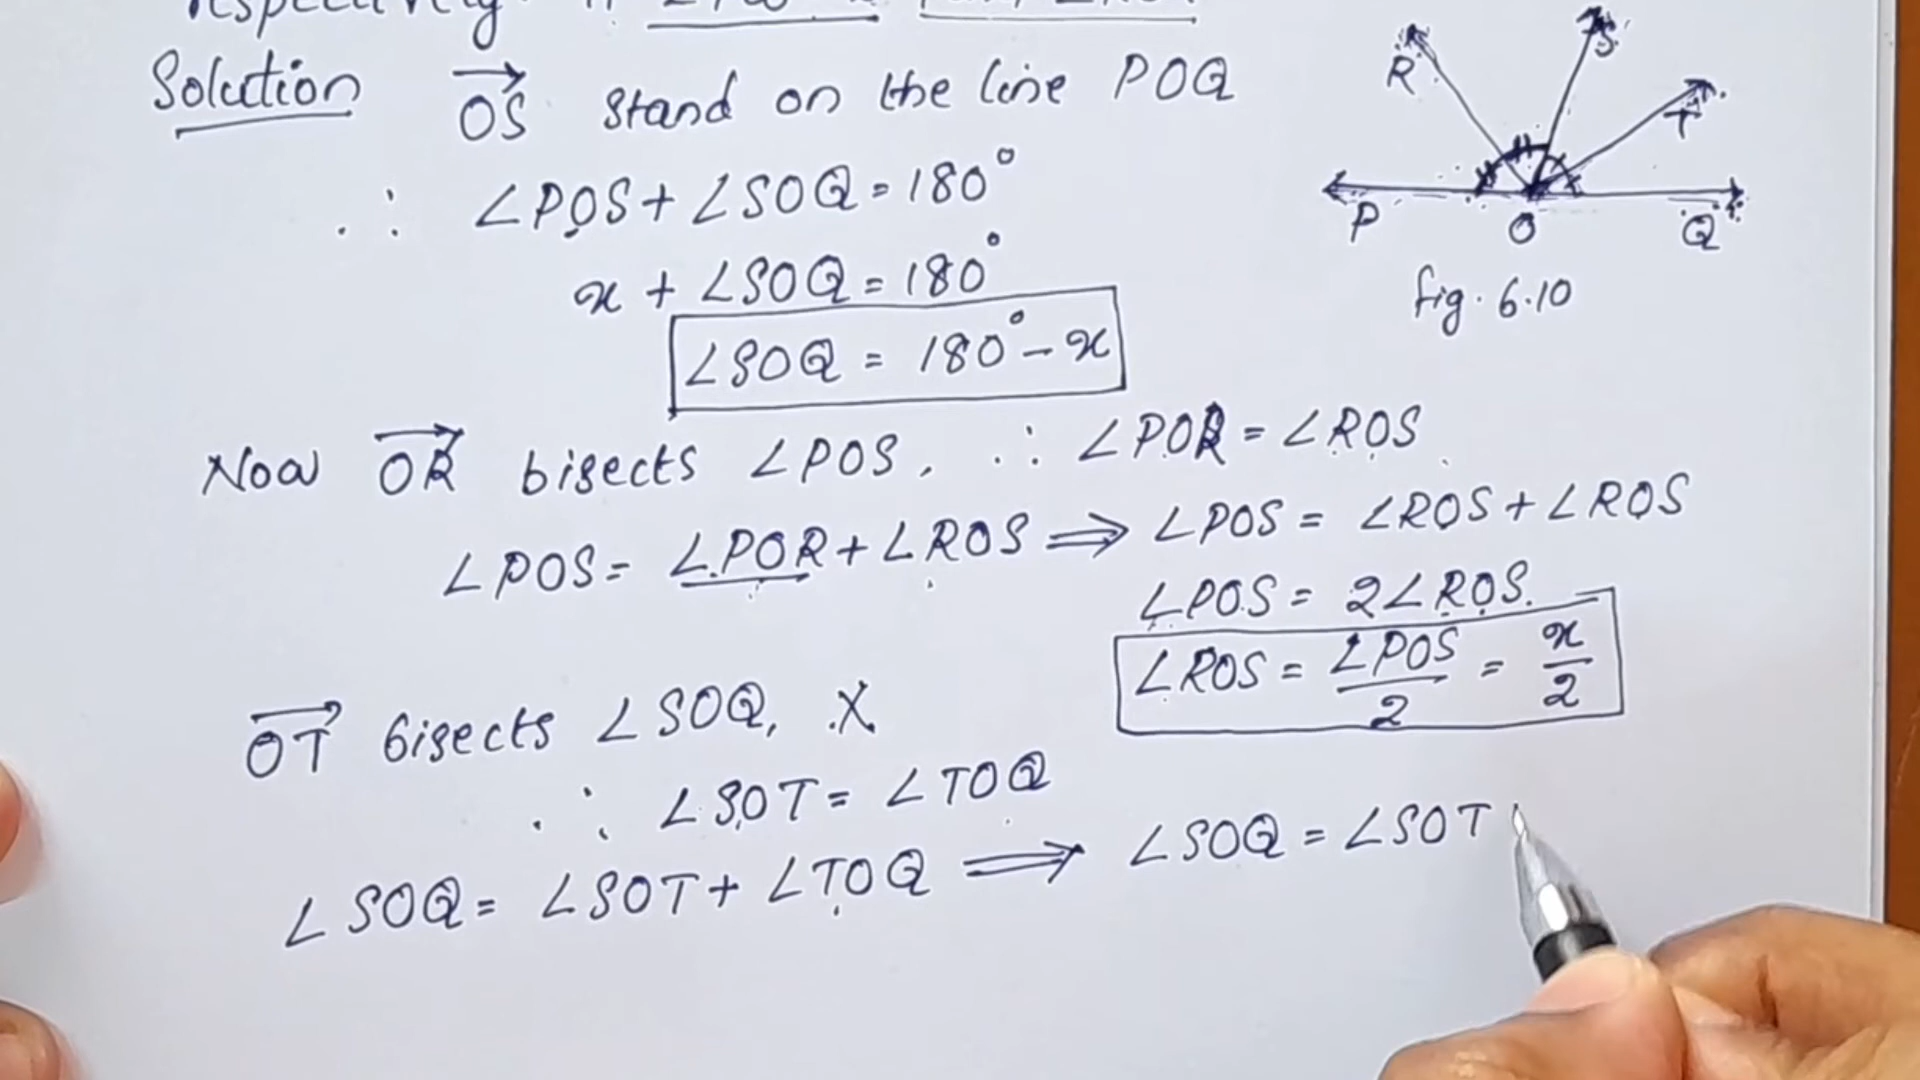 respectively. If
Solution OS stand on the line POQ
∴ ∠POS + ∠SOQ = 180°
x + ∠SOQ = 180°
∠SOQ = 180° - x
Now OR bisects ∠POS, ∴ ∠POR = ∠ROS
∠POS = ∠POR + ∠ROS ⟹ ∠POS = ∠ROS + ∠ROS
∠POS = 2∠ROS.
∠ROS = ∠POS/2 = x/2
OT bisects ∠SOQ, X
∴ ∠SOT = ∠TOQ
∠SOQ = ∠SOT + ∠TOQ ⟹ ∠SOQ = ∠SOT
R
S
T
P
O
Q
fig. 6.10